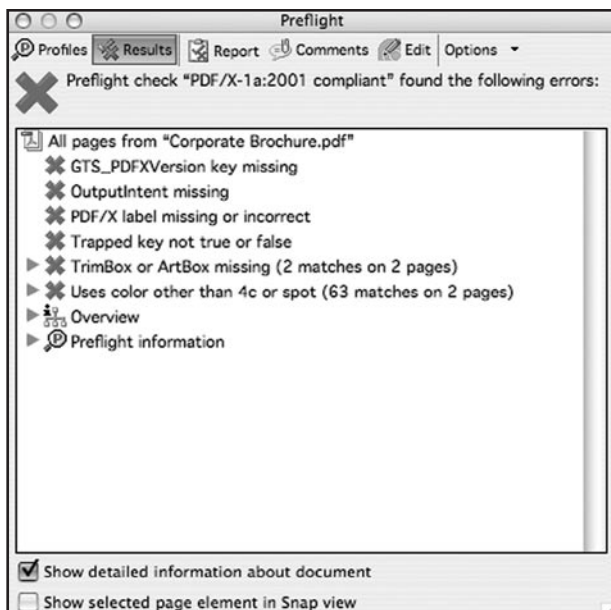 Preflight
Profiles Results Report Comments Edit Options
Preflight check “PDF/X-1a:2001 compliant” found the following errors:
All pages from “Corporate Brochure.pdf”
GTS_PDFXVersion key missing
OutputIntent missing
PDF/X label missing or incorrect
Trapped key not true or false
TrimBox or ArtBox missing (2 matches on 2 pages)
Uses color other than 4c or spot (63 matches on 2 pages)
Overview
Preflight information
Show detailed information about document
Show selected page element in Snap view